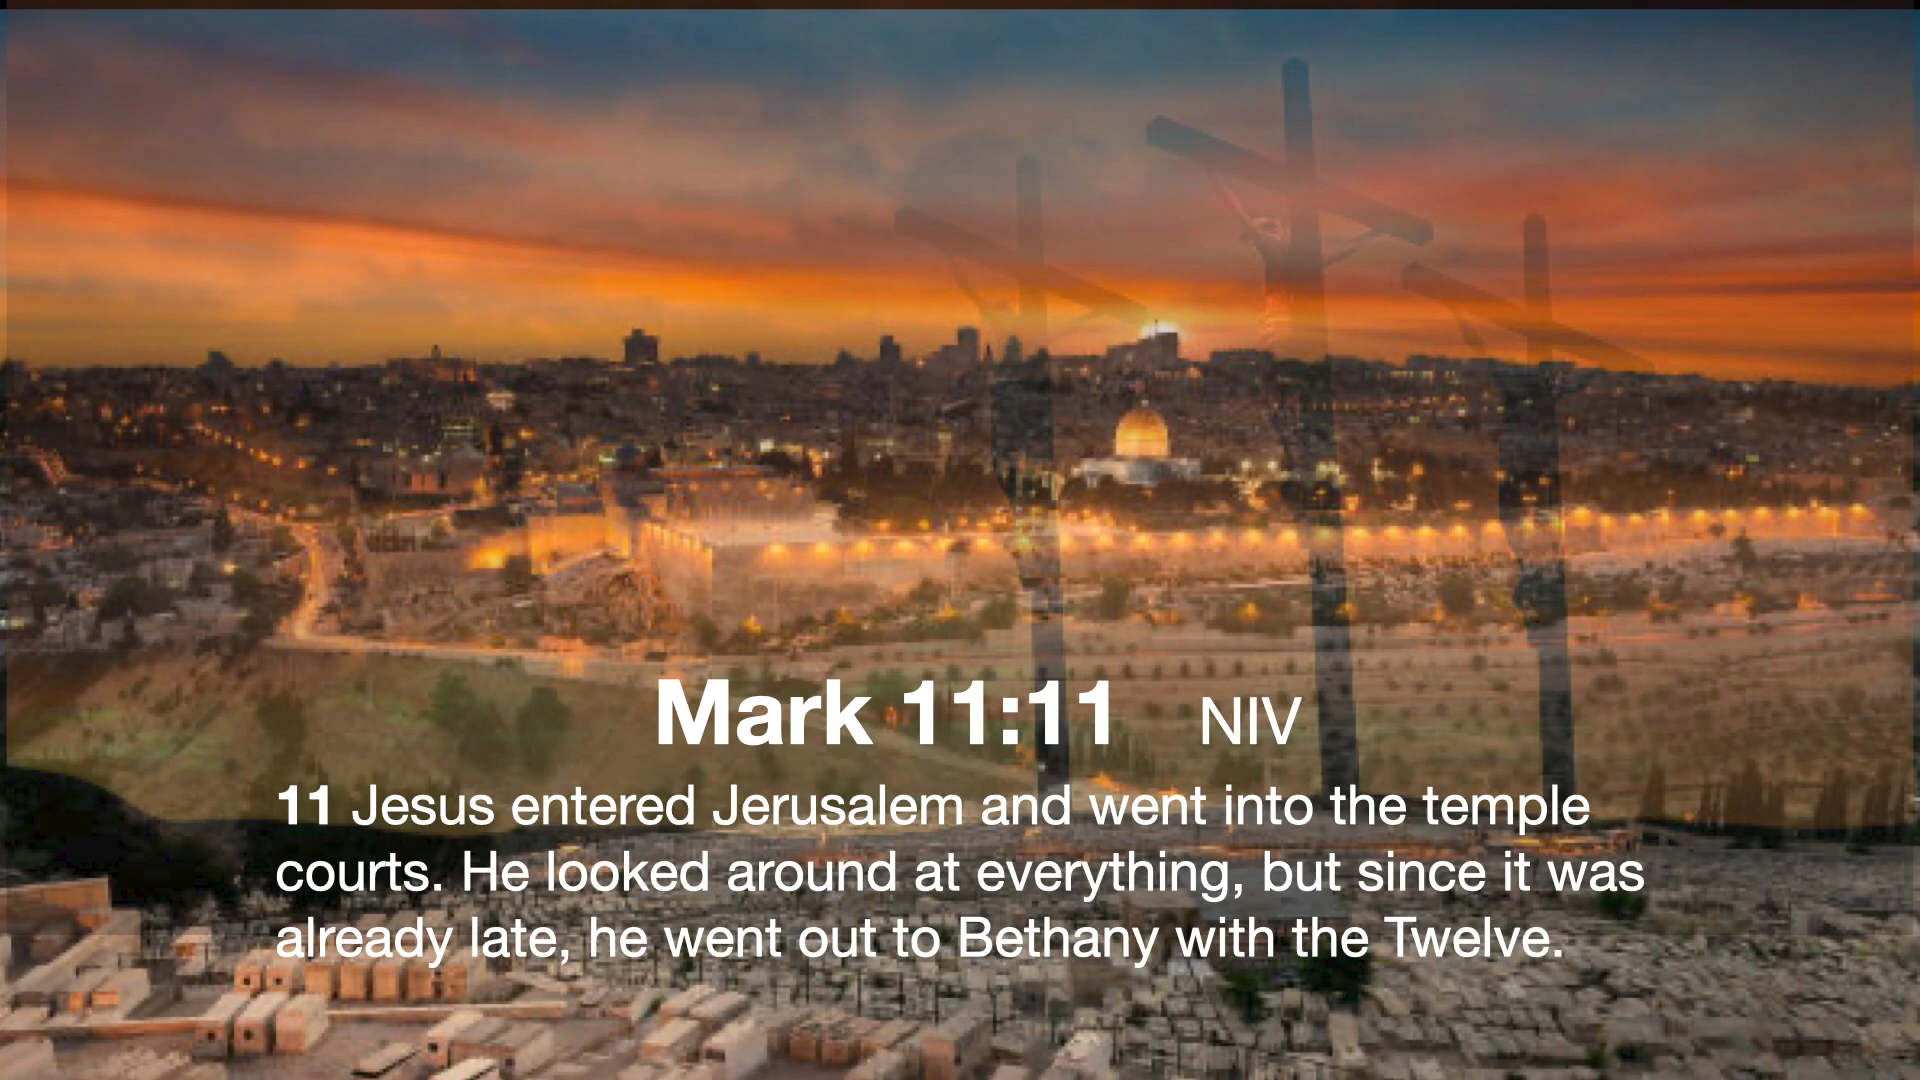 Mark 11:11 NIV
11 Jesus entered Jerusalem and went into the temple
courts. He looked around at everything, but since it was
already late, he went out to Bethany with the Twelve.